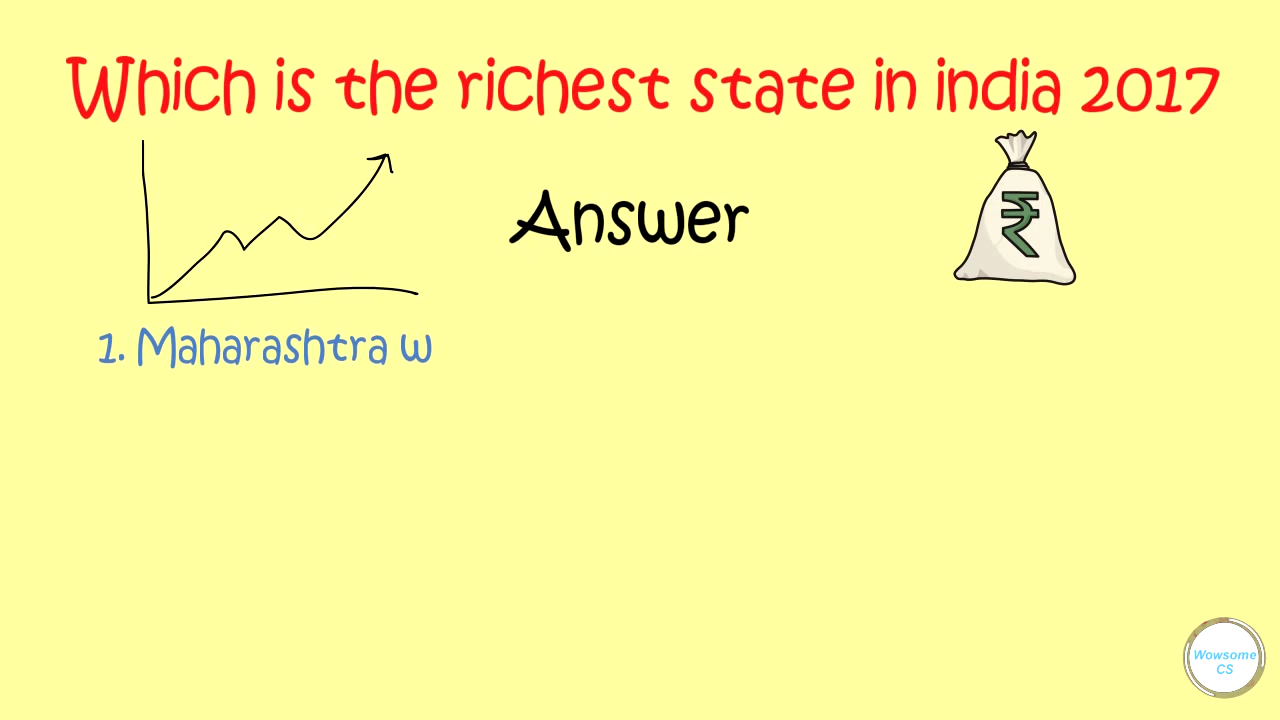 Which is the richest state in india 2017
Answer
₹
1. Maharashtra w
Wowsome
CS